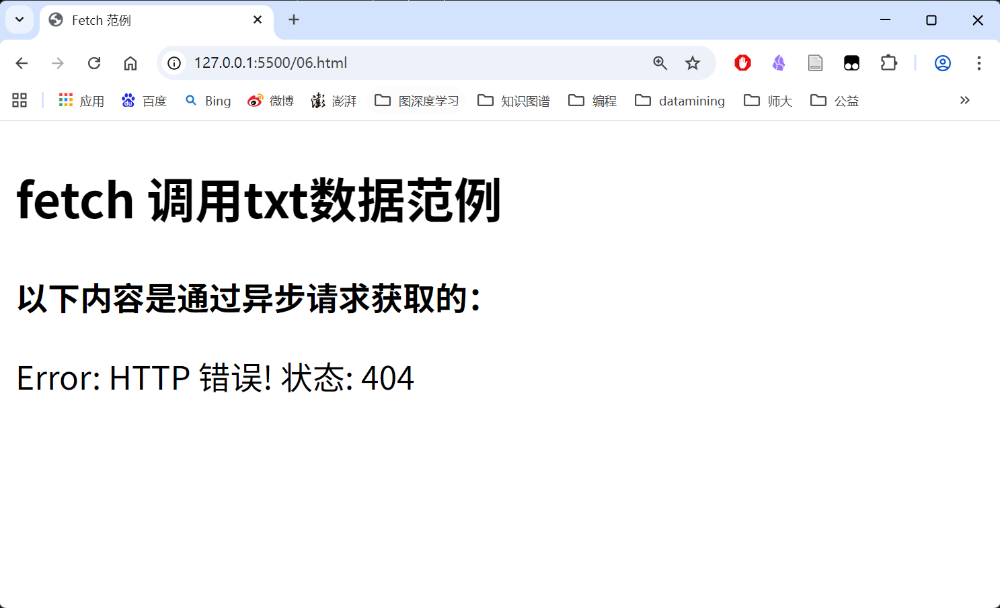 Fetch 范例
127.0.0.1:5500/06.html
应用 百度 Bing 微博 澎湃 图深度学习 知识图谱 编程 datamining 师大 公益
fetch 调用txt数据范例
以下内容是通过异步请求获取的：
Error: HTTP 错误! 状态: 404